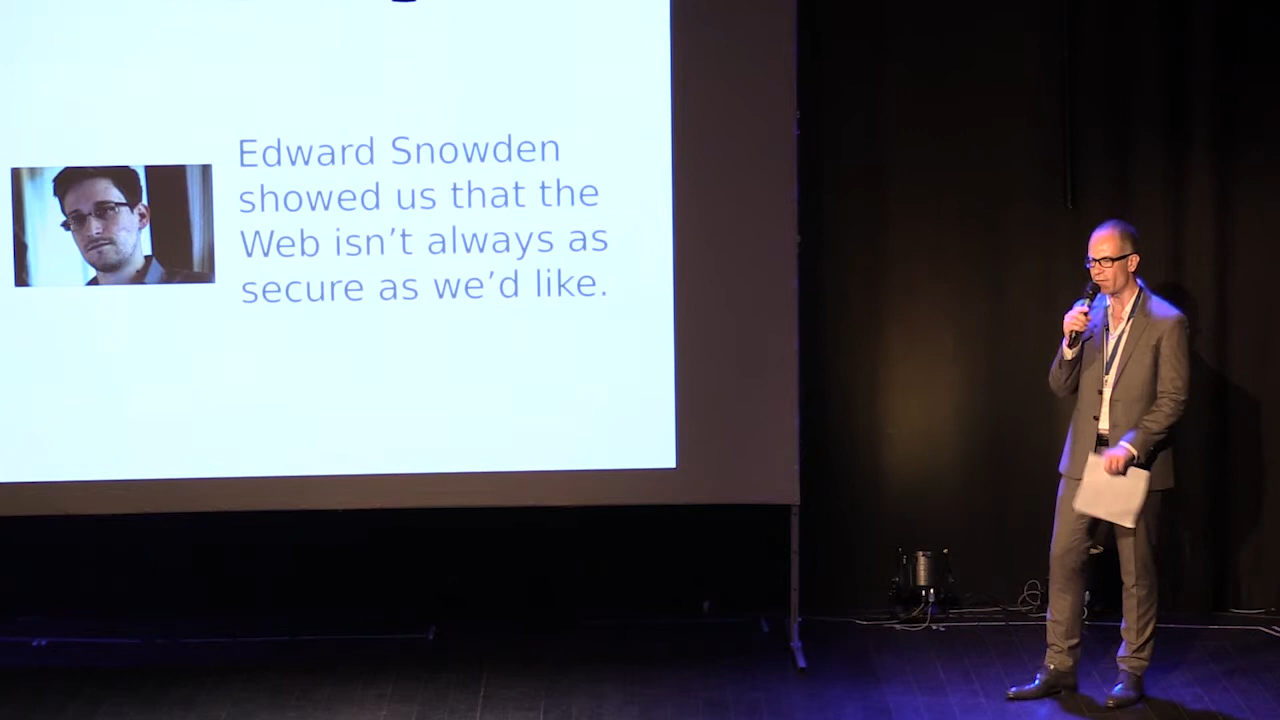 Edward Snowden
showed us that the
Web isn’t always as
secure as we’d like.